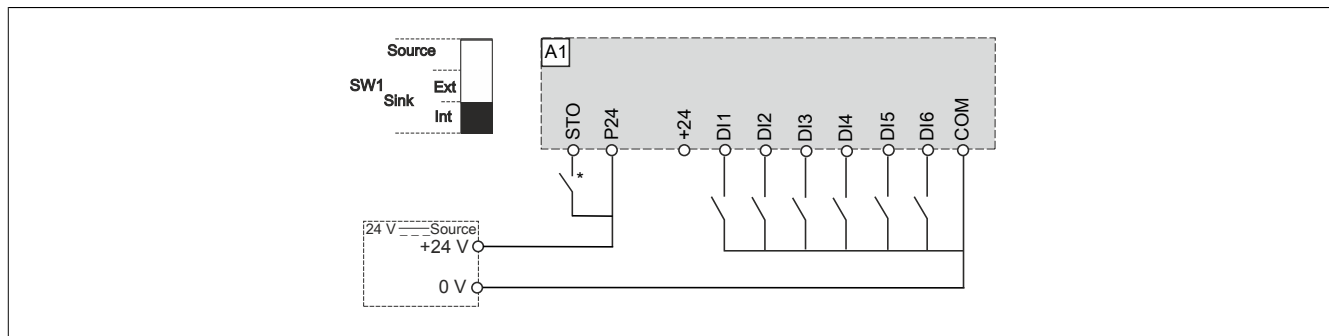 Source
SW1
Sink
Ext
Int
A1
STO
P24
+24
DI1
DI2
DI3
DI4
DI5
DI6
COM
*
24 V Source
+24 V
0 V